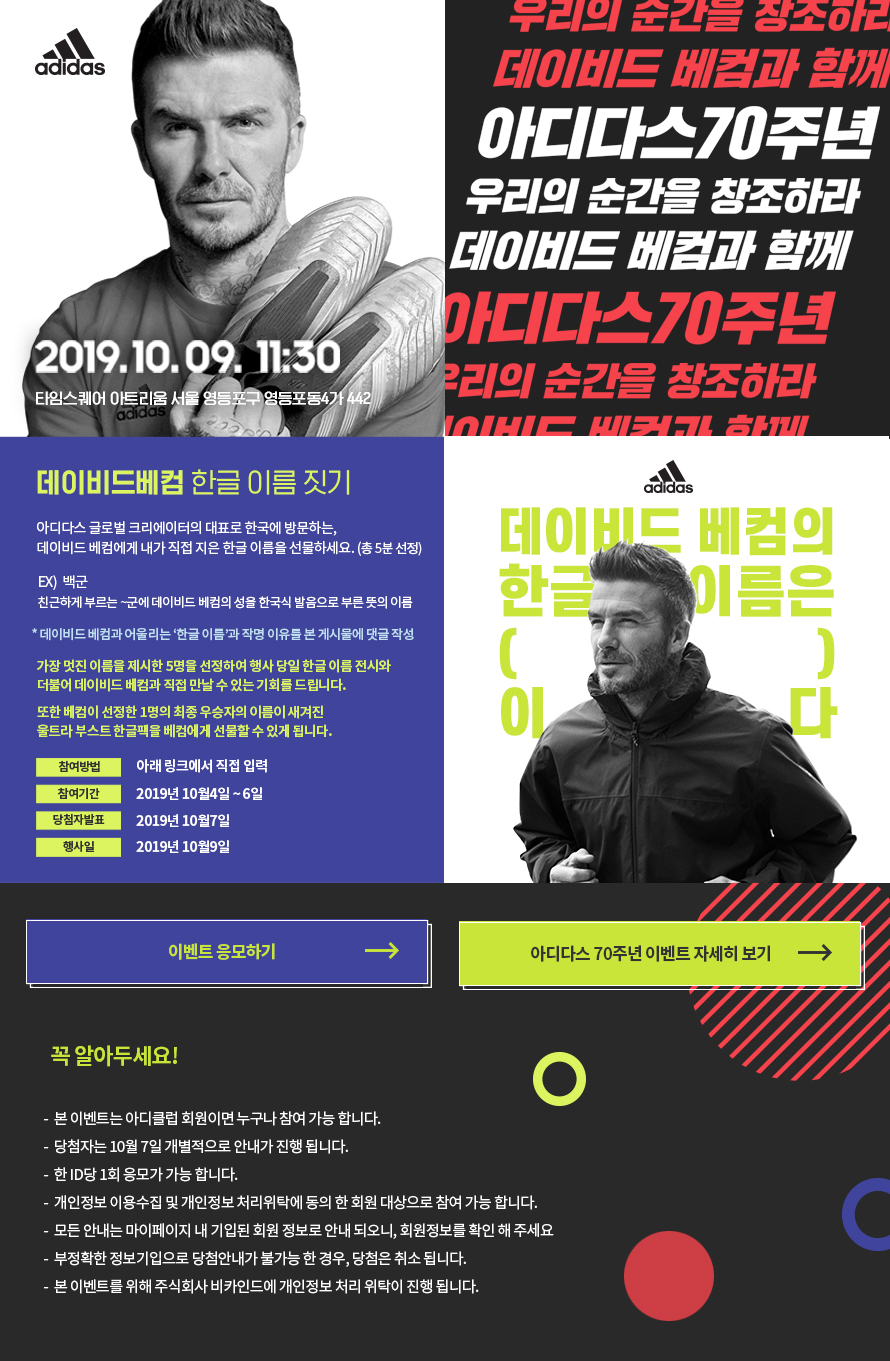 adidas
2019.10.09. 11:30
타임스퀘어 아트리움 서울 영등포구 영등포동4가 442
adidas
우리의 순간을 창조하라
데이비드 베컴과 함께
아디다스70주년
우리의 순간을 창조하라
데이비드 베컴과 함께
아디다스70주년
우리의 순간을 창조하라
데이비드 베컴과 함께
데이비드베컴 한글 이름 짓기
아디다스 글로벌 크리에이터의 대표로 한국에 방문하는,
데이비드 베컴에게 내가 직접 지은 한글 이름을 선물하세요. (총 5분 선정)
EX) 백군
친근하게 부르는 ~군에 데이비드 베컴의 성을 한국식 발음으로 부른 뜻의 이름
* 데이비드 베컴과 어울리는 ‘한글 이름’과 작명 이유를 본 게시물에 댓글 작성
가장 멋진 이름을 제시한 5명을 선정하여 행사 당일 한글 이름 전시와
더불어 데이비드 베컴과 직접 만날 수 있는 기회를 드립니다.
또한 베컴이 선정한 1명의 최종 우승자의 이름이 새겨진
울트라 부스트 한글팩을 베컴에게 선물할 수 있게 됩니다.
참여방법 아래 링크에서 직접 입력
참여기간 2019년 10월4일 ~ 6일
당첨자발표 2019년 10월7일
행사일 2019년 10월9일
adidas
데이비드 베컴의
한글 이름은
( )
이 다
이벤트 응모하기
아디다스 70주년 이벤트 자세히 보기
꼭 알아두세요!
- 본 이벤트는 아디클럽 회원이면 누구나 참여 가능 합니다.
- 당첨자는 10월 7일 개별적으로 안내가 진행 됩니다.
- 한 ID당 1회 응모가 가능 합니다.
- 개인정보 이용수집 및 개인정보 처리위탁에 동의 한 회원 대상으로 참여 가능 합니다.
- 모든 안내는 마이페이지 내 기입된 회원 정보로 안내 되오니, 회원정보를 확인 해 주세요
- 부정확한 정보기입으로 당첨안내가 불가능 한 경우, 당첨은 취소 됩니다.
- 본 이벤트를 위해 주식회사 비카인드에 개인정보 처리 위탁이 진행 됩니다.